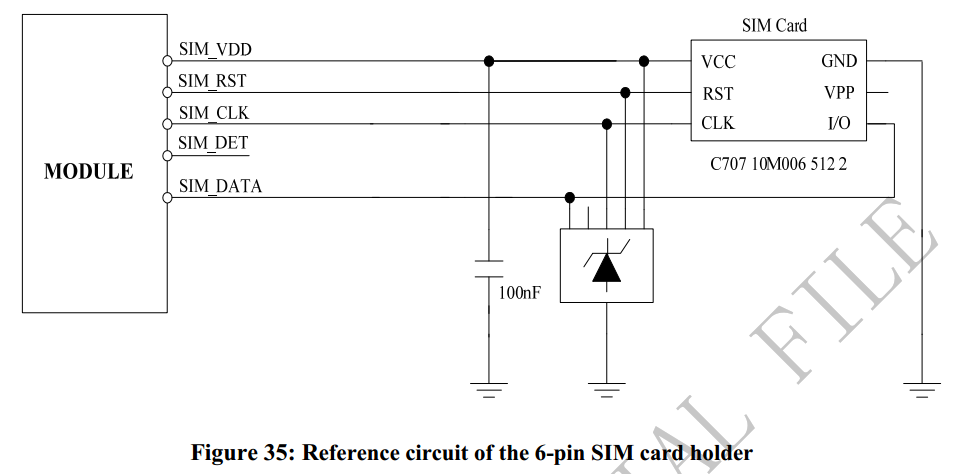 SIM Card
SIM_VDD
SIM_RST
SIM_CLK
SIM_DET
SIM_DATA
MODULE
VCC
GND
RST
VPP
CLK
I/O
C707 10M006 512 2
100nF
FILE
Figure 35: Reference circuit of the 6-pin SIM card holder